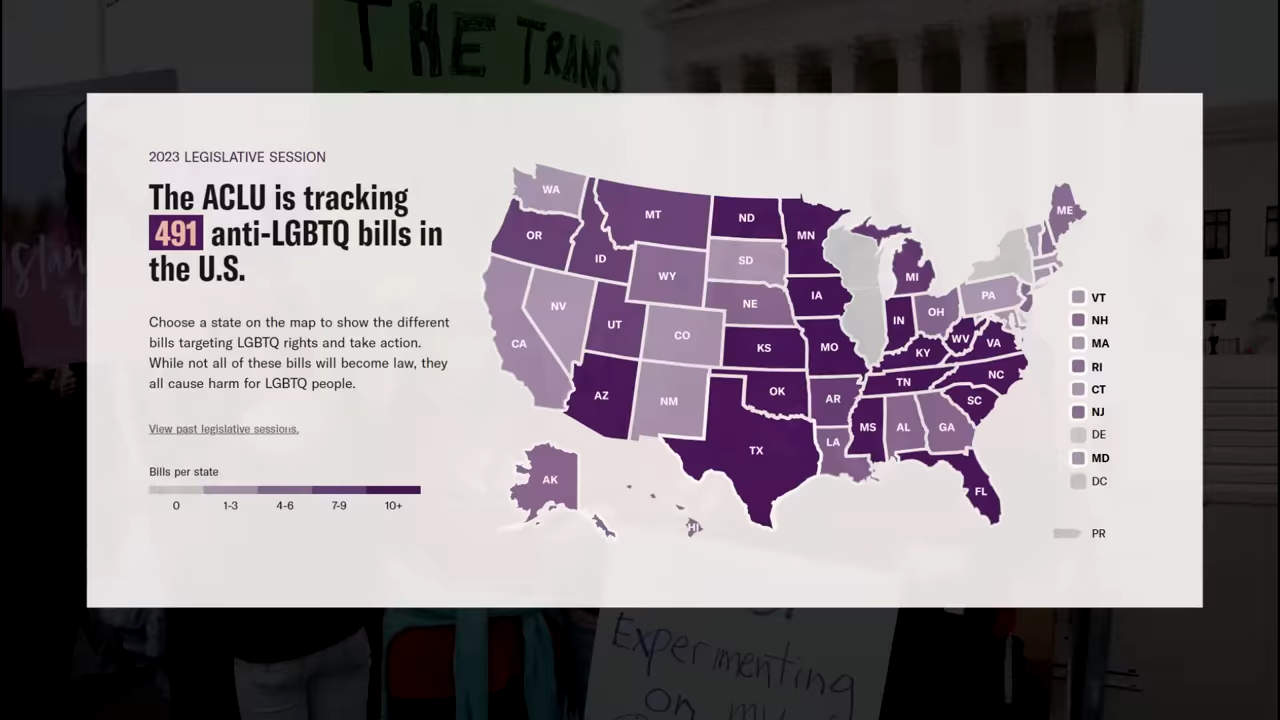 THE TRANS
2023 LEGISLATIVE SESSION
The ACLU is tracking
491 anti-LGBTQ bills in
the U.S.
Choose a state on the map to show the different
bills targeting LGBTQ rights and take action.
While not all of these bills will become law, they
all cause harm for LGBTQ people.
View past legislative sessions.
Bills per state
0 1-3 4-6 7-9 10+
WA
MT
ND
MN
ME
OR
ID
WY
SD
MI
NV
NE
IA
PA
CA
UT
CO
KS
MO
IN
OH
WV
VA
KY
AZ
NM
OK
AR
TN
NC
SC
TX
LA
MS
AL
GA
FL
AK
HI
VT
NH
MA
RI
CT
NJ
DE
MD
DC
PR
Experimenting
on my